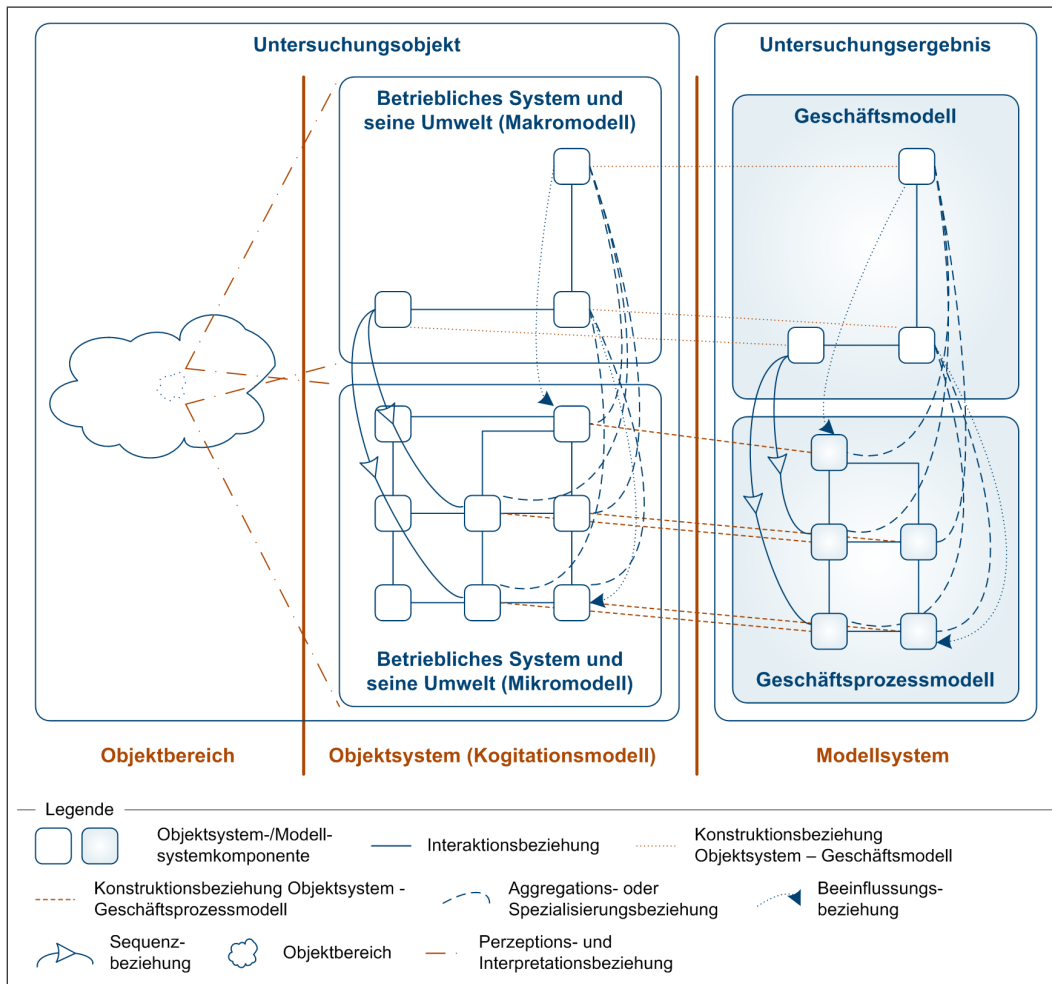 Untersuchungsobjekt
Untersuchungsergebnis
Betriebliches System und
seine Umwelt (Makromodell)
Geschäftsmodell
Betriebliches System und
seine Umwelt (Mikromodell)
Geschäftsprozessmodell
Objektbereich
Objektsystem (Kogitationsmodell)
Modellsystem
Legende
Objektsystem-/Modell-
systemkomponente
Interaktionsbeziehung
Konstruktionsbeziehung
Objektsystem – Geschäftsmodell
Konstruktionsbeziehung Objektsystem -
Geschäftsprozessmodell
Aggregations- oder
Spezialisierungsbeziehung
Beeinflussungs-
beziehung
Sequenz-
beziehung
Objektbereich
Perzeptions- und
Interpretationsbeziehung